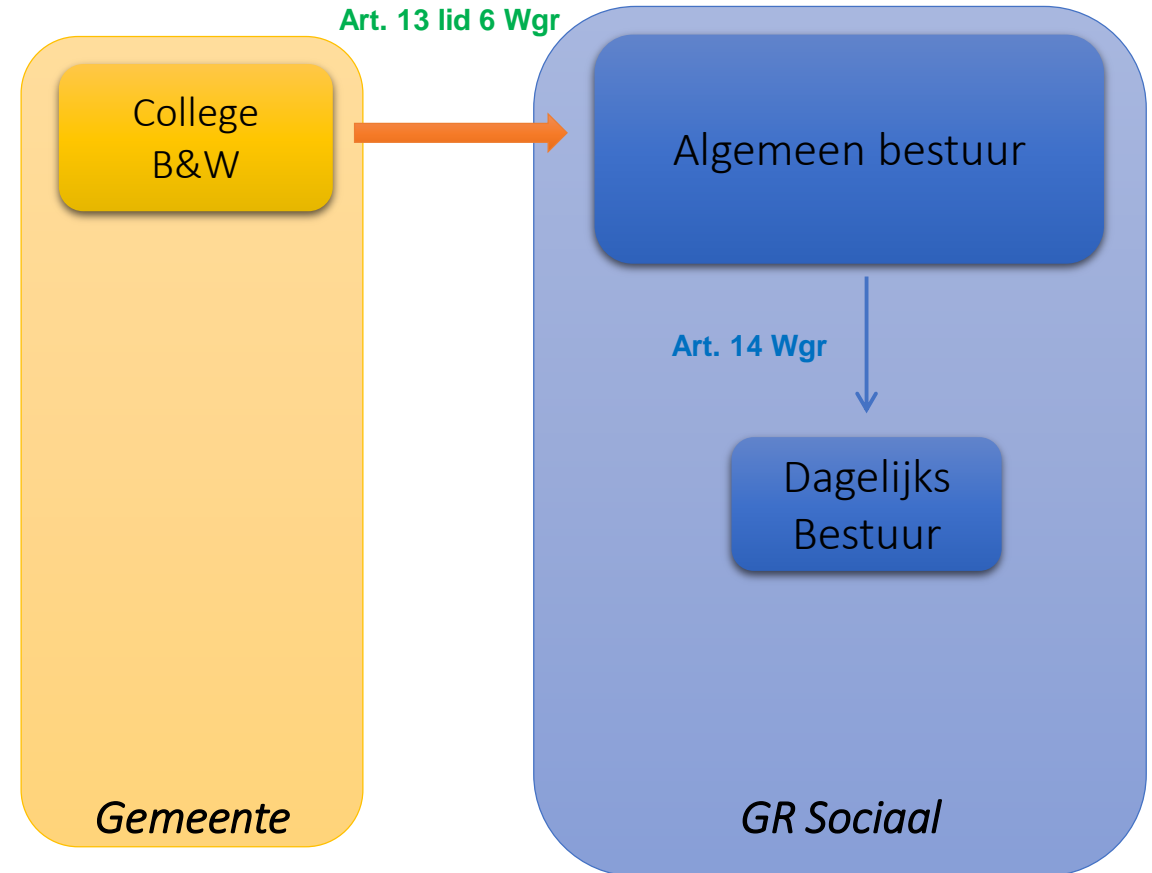 Art. 13 lid 6 Wgr
College
B&W
Algemeen bestuur
Art. 14 Wgr
Dagelijks
Bestuur
Gemeente
GR Sociaal